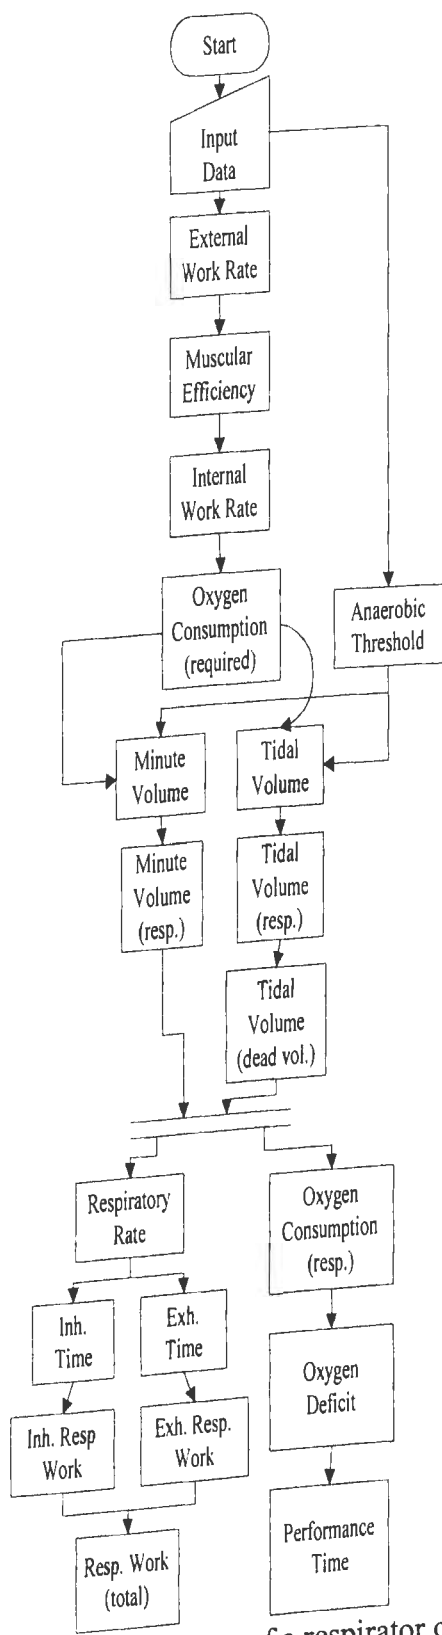 Start
Input
Data
External
Work Rate
Muscular
Efficiency
Internal
Work Rate
Oxygen
Consumption
(required)
Anaerobic
Threshold
Minute
Volume
Tidal
Volume
Minute
Volume
(resp.)
Tidal
Volume
(resp.)
Tidal
Volume
(dead vol.)
Respiratory
Rate
Oxygen
Consumption
(resp.)
Inh.
Time
Exh.
Time
Oxygen
Deficit
Inh. Resp
Work
Exh. Resp.
Work
Performance
Time
Resp. Work
(total)
respirator